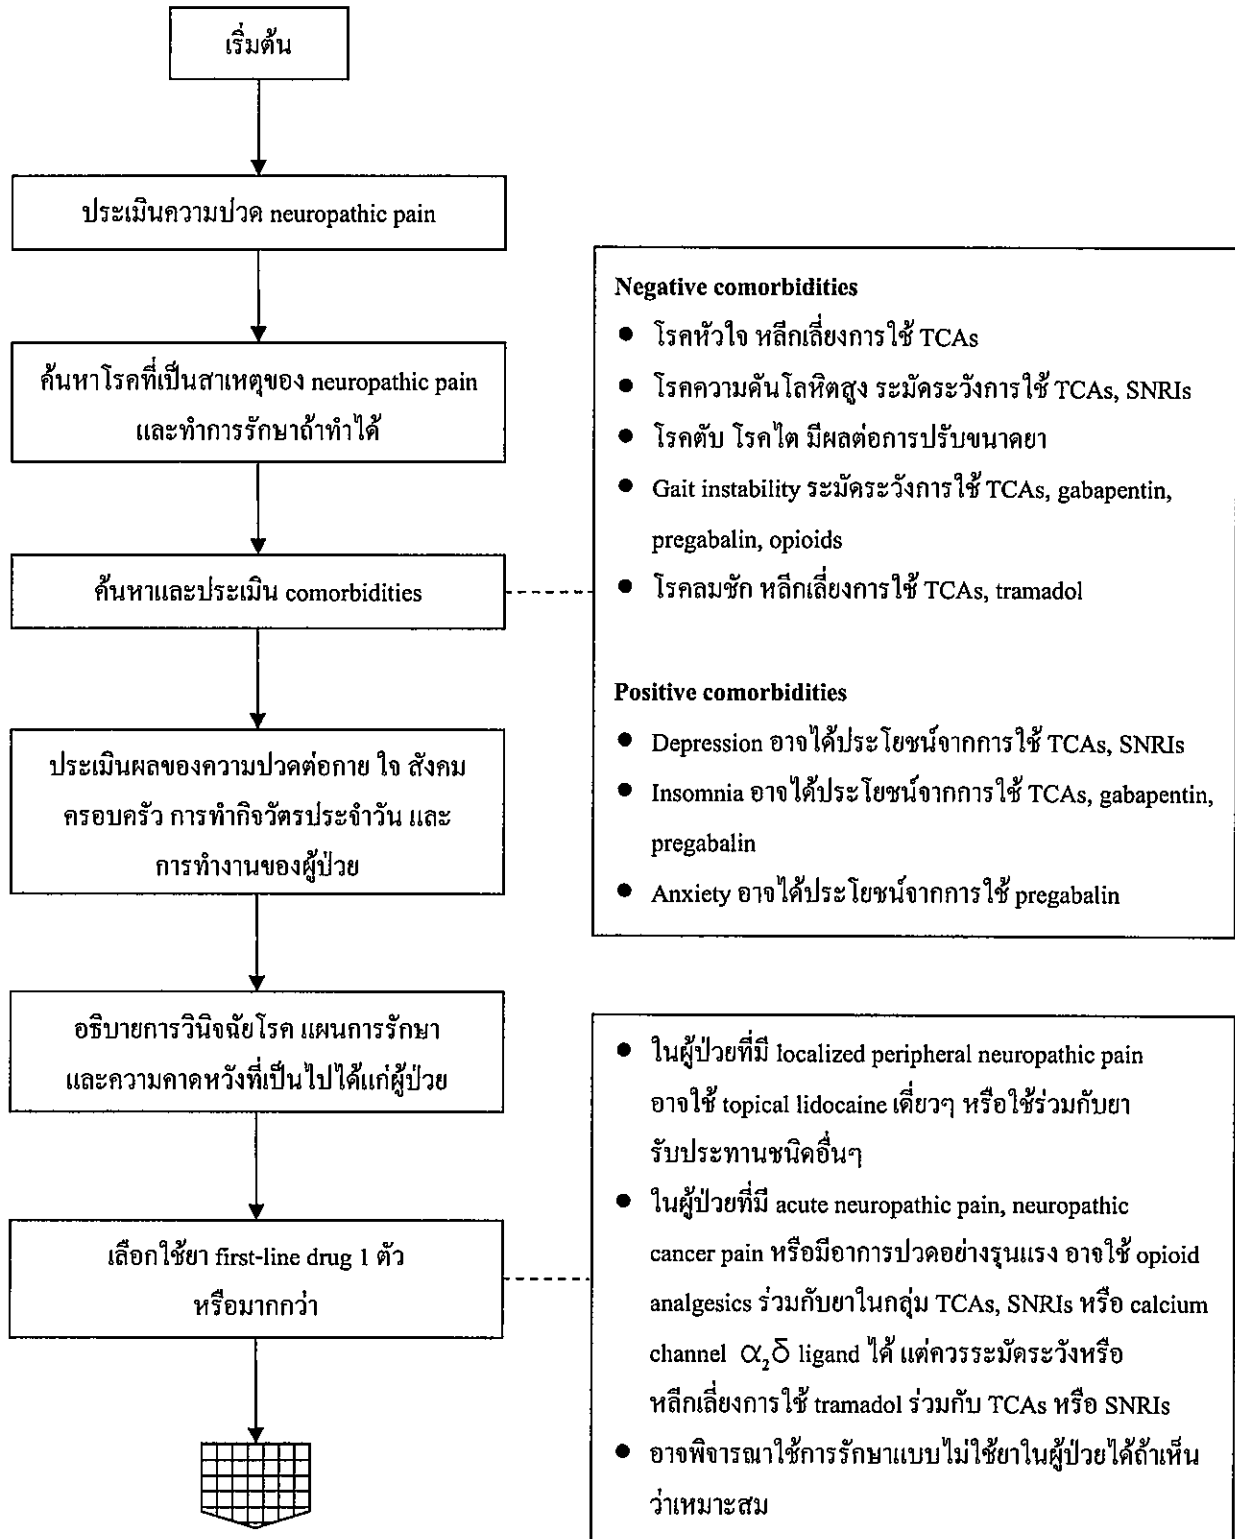 เริ่มต้น
ประเมินความปวด neuropathic pain
ค้นหาโรคที่เป็นสาเหตุของ neuropathic pain
และทำการรักษาถ้าทำได้
ค้นหาและประเมิน comorbidities
Negative comorbidities
● โรคหัวใจ หลีกเลี่ยงการใช้ TCAs
● โรคความดันโลหิตสูง ระมัดระวังการใช้ TCAs, SNRIs
● โรคตับ โรคไต มีผลต่อการปรับขนาดยา
● Gait instability ระมัดระวังการใช้ TCAs, gabapentin,
pregabalin, opioids
● โรคลมชัก หลีกเลี่ยงการใช้ TCAs, tramadol
Positive comorbidities
● Depression อาจได้ประโยชน์จากการใช้ TCAs, SNRIs
● Insomnia อาจได้ประโยชน์จากการใช้ TCAs, gabapentin,
pregabalin
● Anxiety อาจได้ประโยชน์จากการใช้ pregabalin
ประเมินผลของความปวดต่อกาย ใจ สังคม
ครอบครัว การทำกิจวัตรประจำวัน และ
การทำงานของผู้ป่วย
อธิบายการวินิจฉัยโรค แผนการรักษา
และความคาดหวังที่เป็นไปได้แก่ผู้ป่วย
เลือกใช้ยา first-line drug 1 ตัว
หรือมากกว่า
● ในผู้ป่วยที่มี localized peripheral neuropathic pain
อาจใช้ topical lidocaine เดี่ยวๆ หรือใช้ร่วมกับยา
รับประทานชนิดอื่นๆ
● ในผู้ป่วยที่มี acute neuropathic pain, neuropathic
cancer pain หรือมีอาการปวดอย่างรุนแรง อาจใช้ opioid
analgesics ร่วมกับยาในกลุ่ม TCAs, SNRIs หรือ calcium
channel α₂δ ligand ได้ แต่ควรระมัดระวังหรือ
หลีกเลี่ยงการใช้ tramadol ร่วมกับ TCAs หรือ SNRIs
● อาจพิจารณาใช้การรักษาแบบไม่ใช้ยาในผู้ป่วยได้ถ้าเห็น
ว่าเหมาะสม